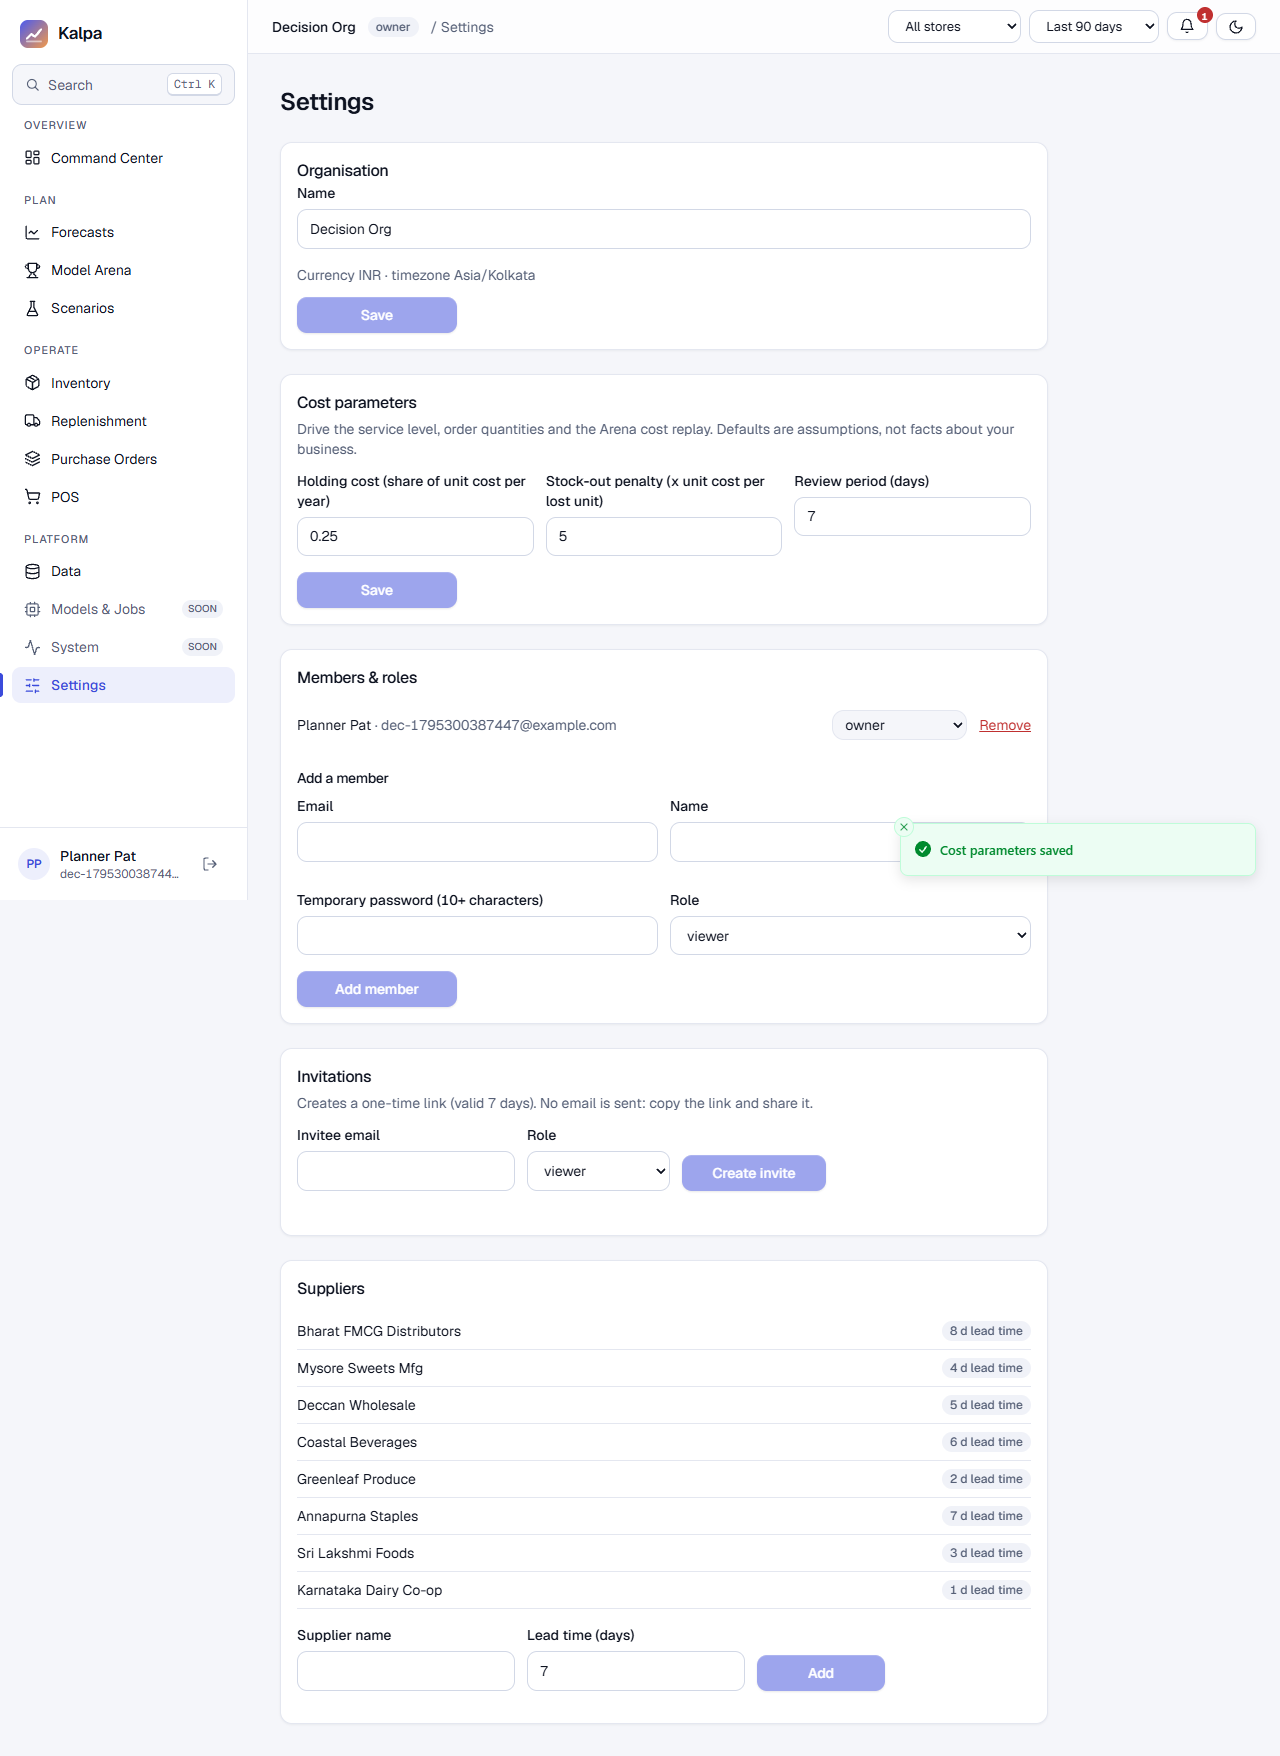 Kalpa
Search
Ctrl K
OVERVIEW
Command Center
PLAN
Forecasts
Model Arena
Scenarios
OPERATE
Inventory
Replenishment
Purchase Orders
POS
PLATFORM
Data
Models & Jobs SOON
System SOON
Settings
PP
Planner Pat
dec-179530038744...
Decision Org owner / Settings
All stores
Last 90 days
1
Settings
Organisation
Name
Decision Org
Currency INR · timezone Asia/Kolkata
Save
Cost parameters
Drive the service level, order quantities and the Arena cost replay. Defaults are assumptions, not facts about your
business.
Holding cost (share of unit cost per
year)
0.25
Stock-out penalty (x unit cost per
lost unit)
5
Review period (days)
7
Save
Members & roles
Planner Pat · dec-1795300387447@example.com
owner
Remove
Add a member
Email
Name
Cost parameters saved
Temporary password (10+ characters)
Role
viewer
Add member
Invitations
Creates a one-time link (valid 7 days). No email is sent: copy the link and share it.
Invitee email
Role
viewer
Create invite
Suppliers
Bharat FMCG Distributors 8 d lead time
Mysore Sweets Mfg 4 d lead time
Deccan Wholesale 5 d lead time
Coastal Beverages 6 d lead time
Greenleaf Produce 2 d lead time
Annapurna Staples 7 d lead time
Sri Lakshmi Foods 3 d lead time
Karnataka Dairy Co-op 1 d lead time
Supplier name
Lead time (days)
7
Add